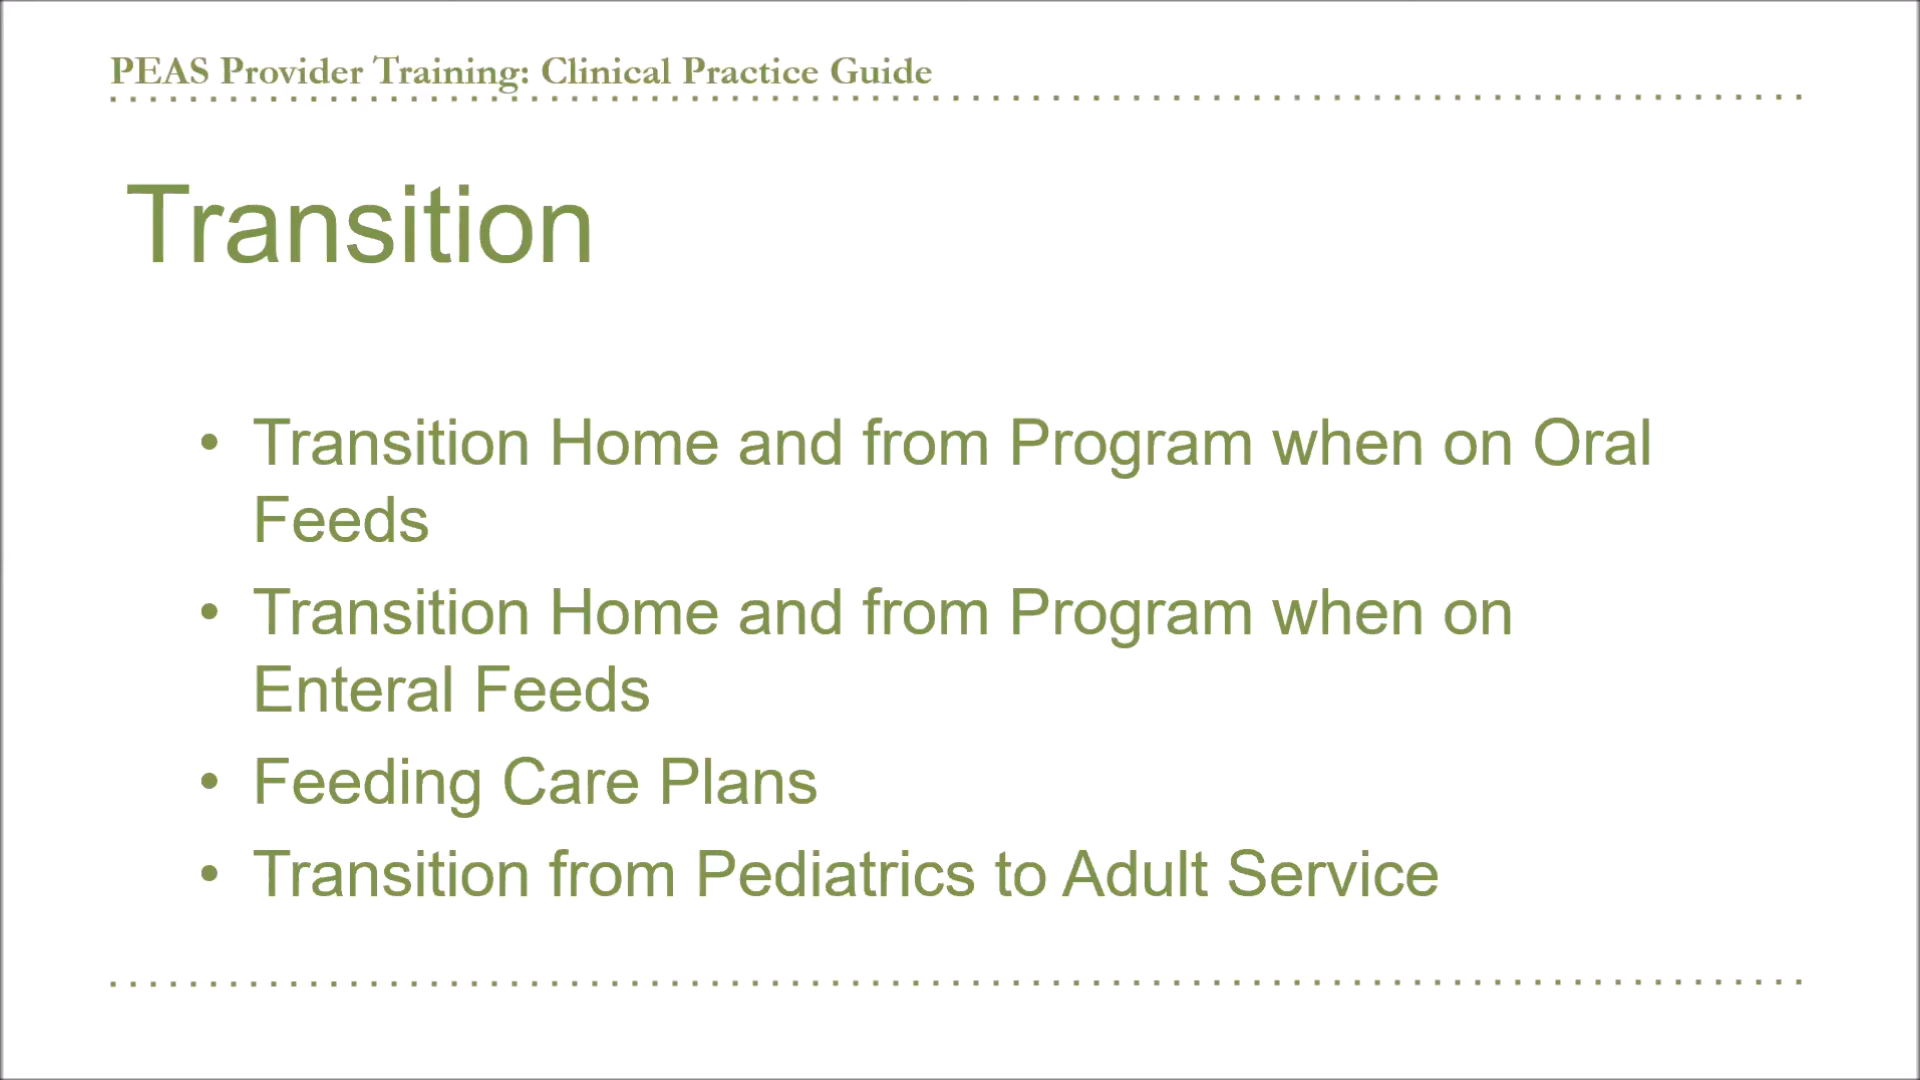 PEAS Provider Training: Clinical Practice Guide
Transition
• Transition Home and from Program when on Oral
Feeds
• Transition Home and from Program when on
Enteral Feeds
• Feeding Care Plans
• Transition from Pediatrics to Adult Service